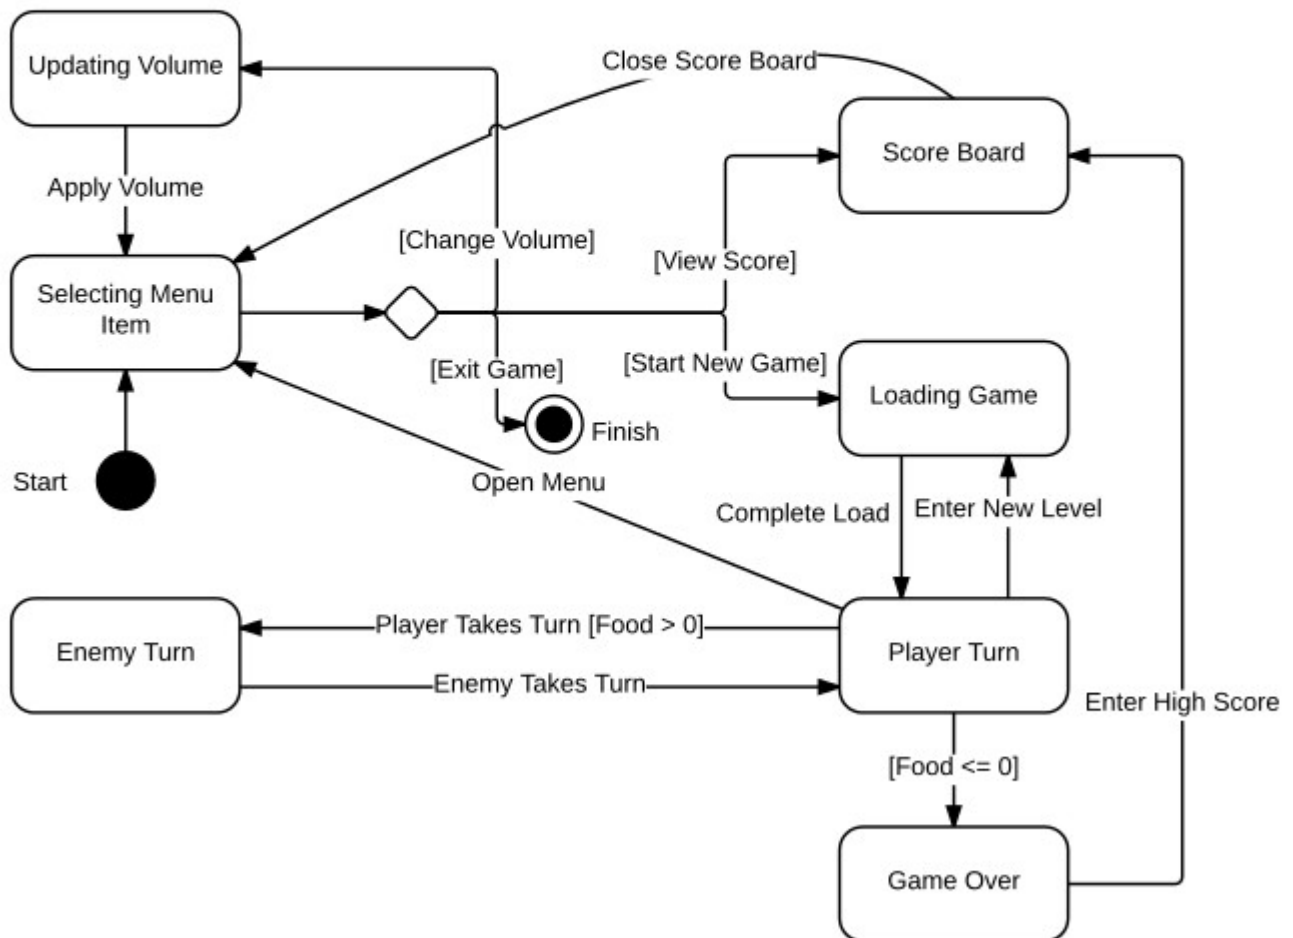 Updating Volume
Close Score Board
Score Board
Apply Volume
[Change Volume]
[View Score]
Selecting Menu
Item
[Exit Game]
[Start New Game]
Loading Game
Finish
Start
Open Menu
Complete Load
Enter New Level
Player Takes Turn [Food > 0]
Enemy Turn
Player Turn
Enemy Takes Turn
Enter High Score
[Food <= 0]
Game Over